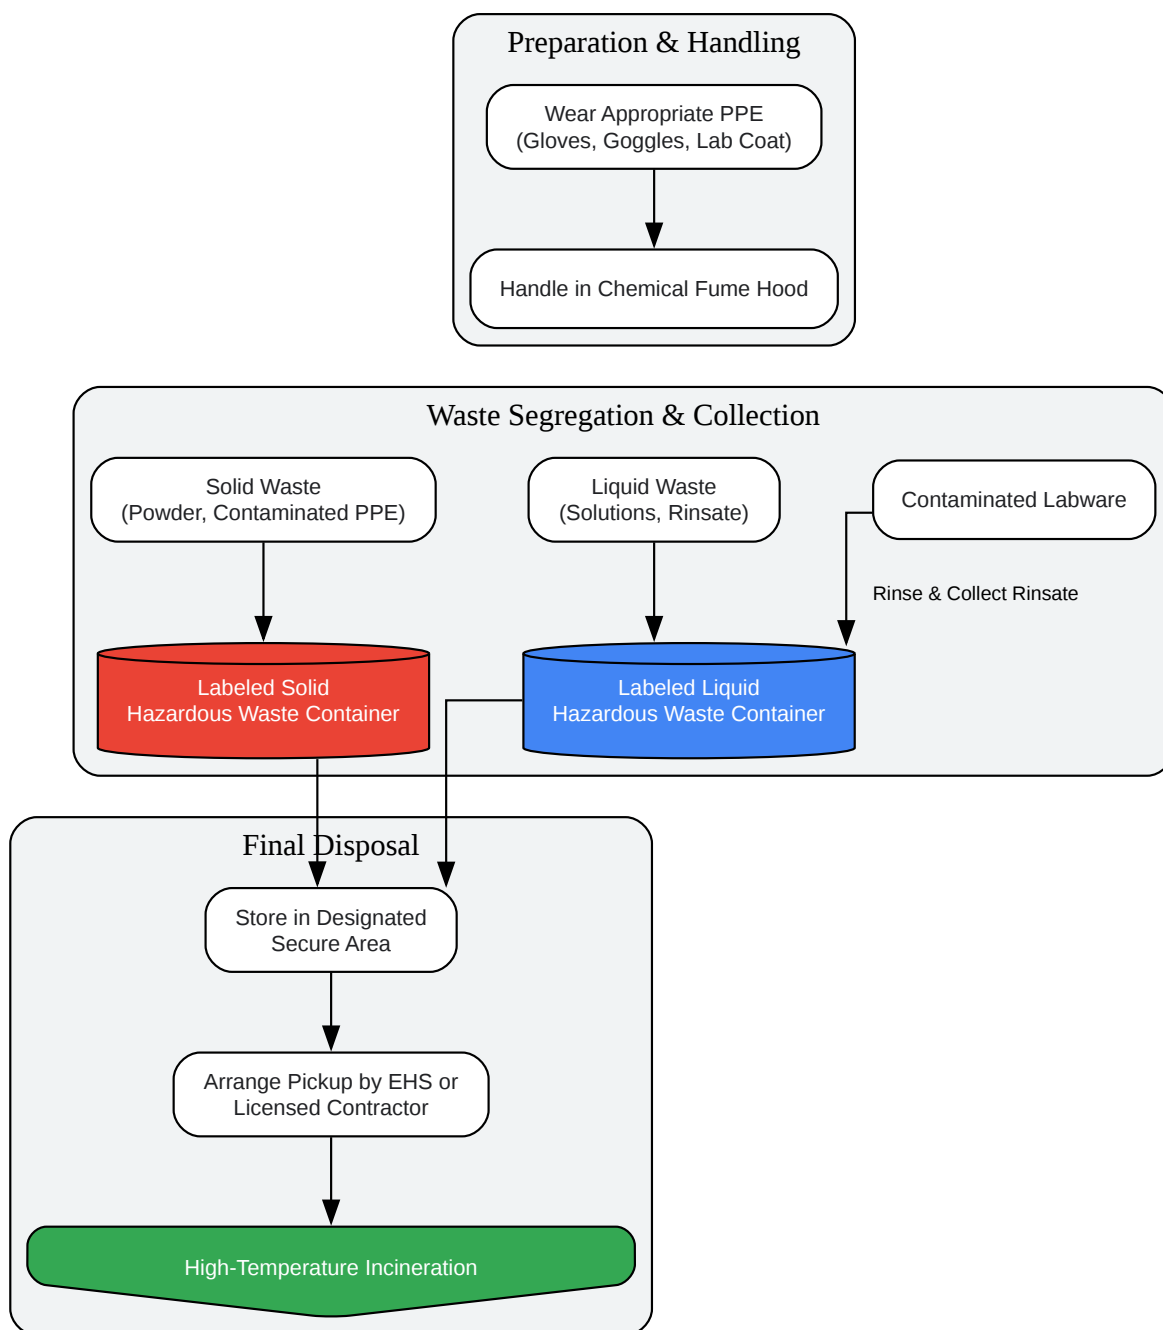 Preparation & Handling
Wear Appropriate PPE
(Gloves, Goggles, Lab Coat)
Handle in Chemical Fume Hood
Waste Segregation & Collection
Solid Waste
(Powder, Contaminated PPE)
Liquid Waste
(Solutions, Rinsate)
Contaminated Labware
Rinse & Collect Rinsate
Labeled Solid
Hazardous Waste Container
Labeled Liquid
Hazardous Waste Container
Final Disposal
Store in Designated
Secure Area
Arrange Pickup by EHS or
Licensed Contractor
High-Temperature Incineration